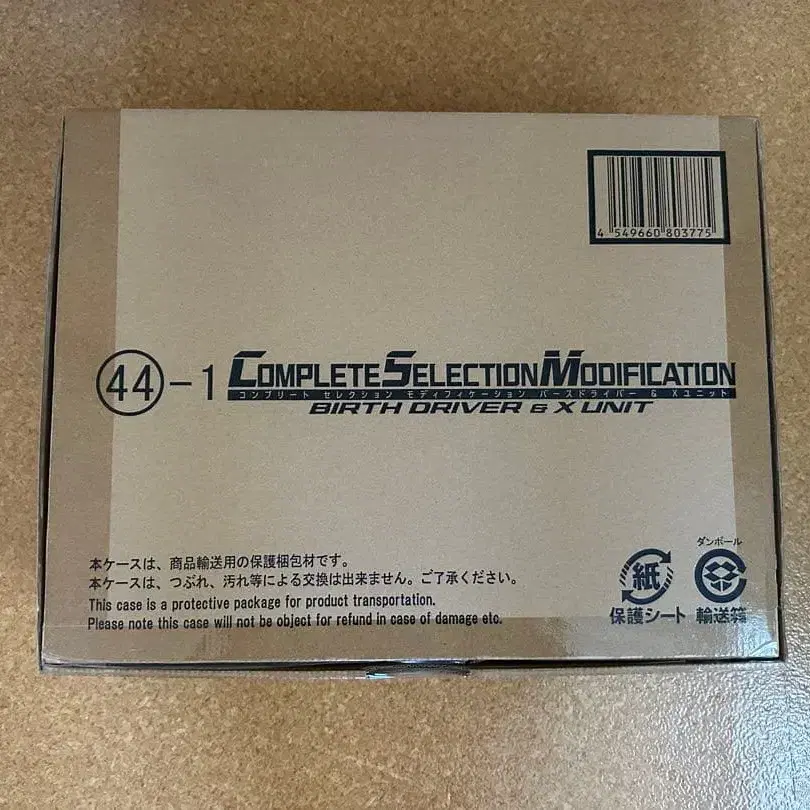 4 549660 803775
44-1 COMPLETE SELECTION MODIFICATION
コンプリート セレクション モディフィケーション バースドライバー & Xユニット
BIRTH DRIVER & X UNIT
本ケースは、商品輸送用の保護梱包材です。
本ケースは、つぶれ、汚れ等による交換は出来ません。ご了承ください。
This case is a protective package for product transportation.
Please note this case will not be object for refund in case of damage etc.
紙
保護シート
ダンボール
輸送箱